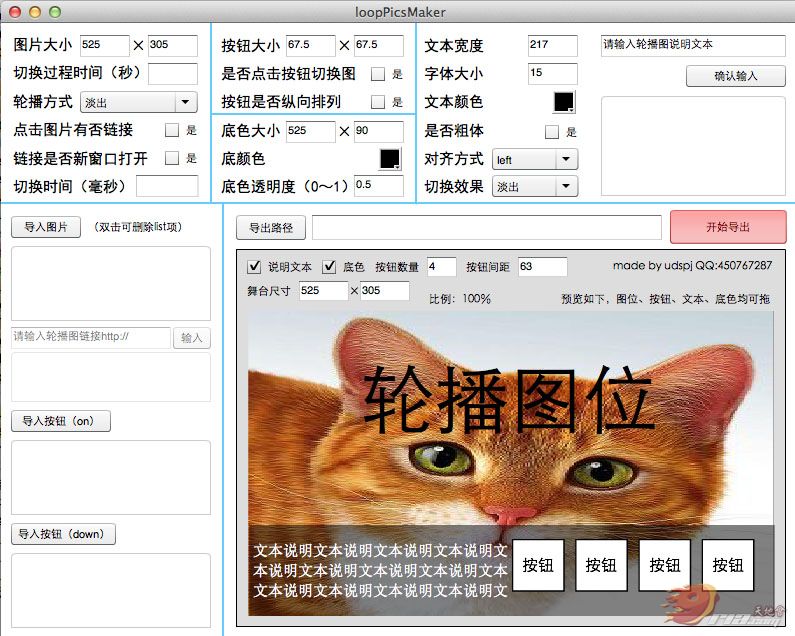 loopPicsMaker
图片大小 525 × 305
切换过程时间（秒）
轮播方式 淡出
点击图片有否链接 是
链接是否新窗口打开 是
切换时间（毫秒）
按钮大小 67.5 × 67.5
是否点击按钮切换图 是
按钮是否纵向排列 是
底色大小 525 × 90
底颜色
底色透明度（0～1） 0.5
文本宽度 217
字体大小 15
文本颜色
是否粗体 是
对齐方式 left
切换效果 淡出
请输入轮播图说明文本
确认输入
导入图片 （双击可删除list项）
请输入轮播图链接http:// 输入
导入按钮（on）
导入按钮（down）
导出路径 开始导出
说明文本 底色 按钮数量 4 按钮间距 63 made by udspj QQ:450767287
舞台尺寸 525 × 305 比例：100% 预览如下，图位、按钮、文本、底色均可拖
轮播图位
文本说明文本说明文本说明文本说明文
本说明文本说明文本说明文本说明文本
文本说明文本说明文本说明文本说明文
按钮 按钮 按钮 按钮
天地会